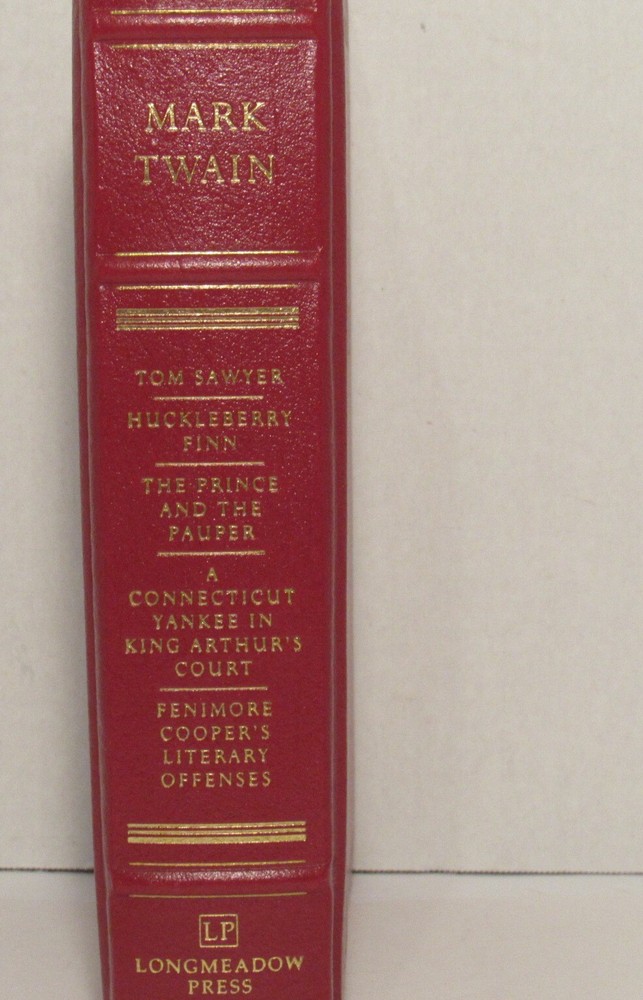 MARK
TWAIN
TOM SAWYER
HUCKLEBERRY
FINN
THE PRINCE
AND THE
PAUPER
A
CONNECTICUT
YANKEE IN
KING ARTHUR'S
COURT
FENIMORE
COOPER'S
LITERARY
OFFENSES
LP
LONGMEADOW
PRESS